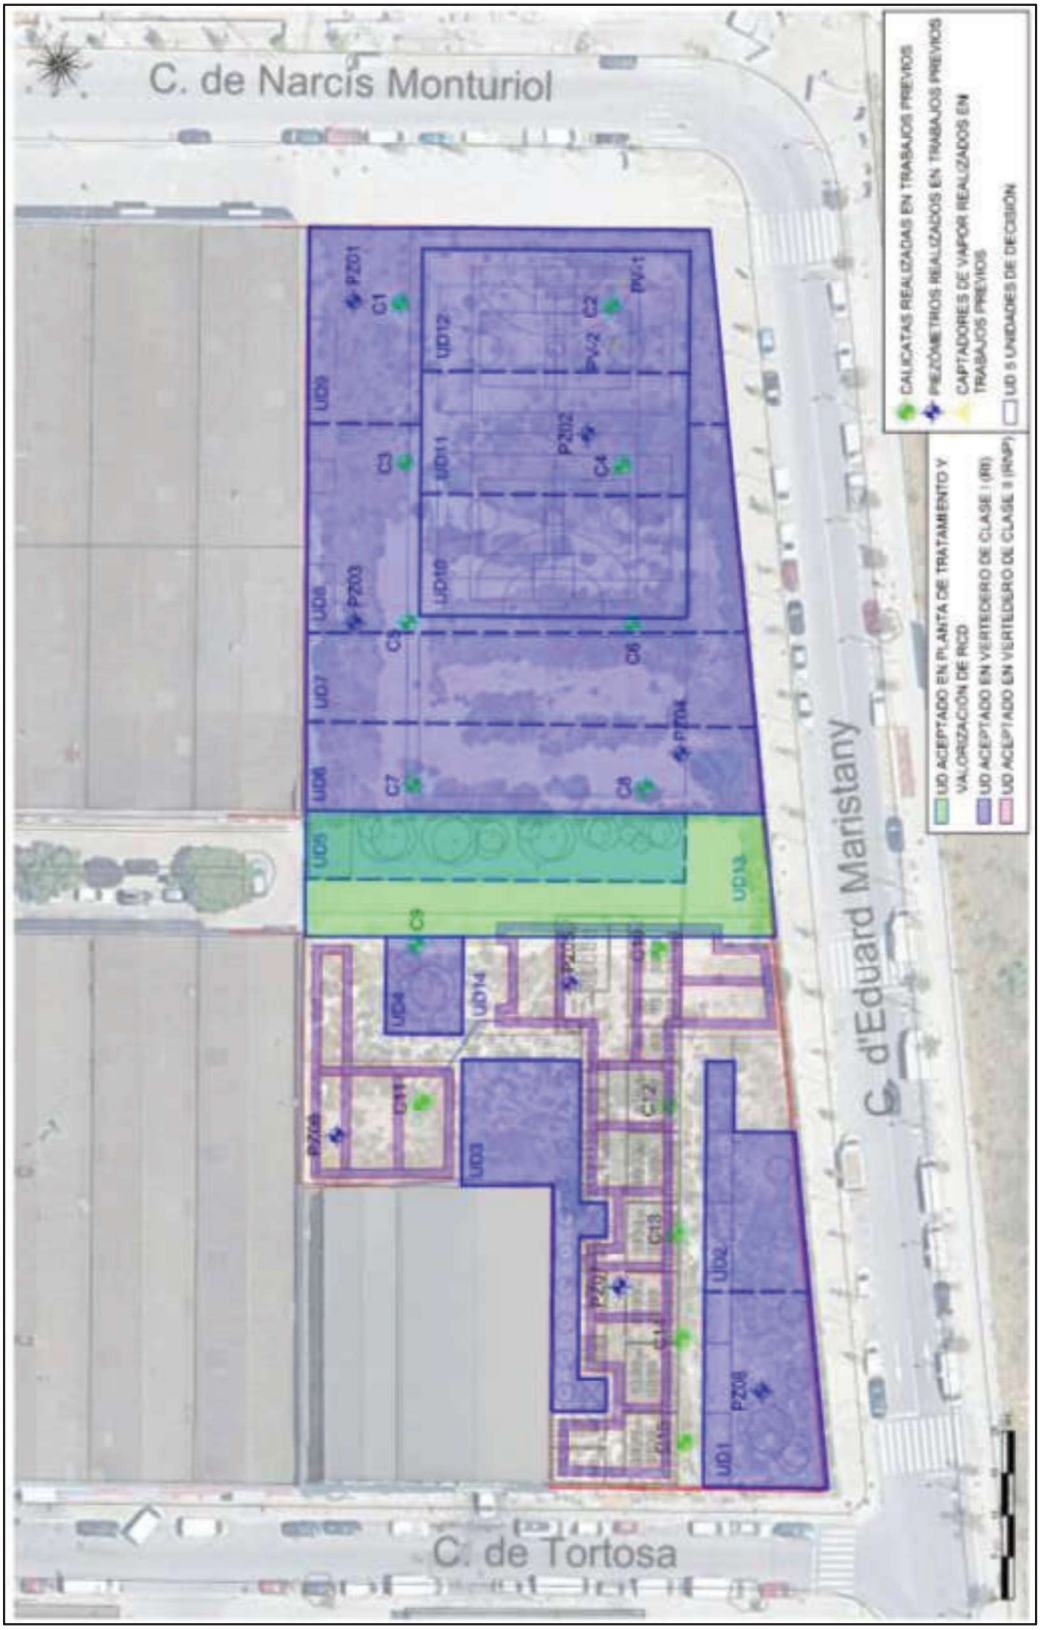 C. de Narcís Monturiol
CALICATAS REALIZADAS EN TRABAJOS PREVIOS
PIEZÓMETROS REALIZADOS EN TRABAJOS PREVIOS
CAPTADORES DE VAPOR REALIZADOS EN
TRABAJOS PREVIOS
UD'S UNIDADES DE DECISIÓN
UD ACEPTADO EN PLANTA DE TRATAMIENTO Y
VALORIZACIÓN DE RCD
UD ACEPTADO EN VERTEDERO DE CLASE I (RI)
UD ACEPTADO EN VERTEDERO DE CLASE II (RNP)
PZ01
C1
UD9
UD12
C2
PV-1
PV-2
C3
UD11
PZ02
C4
UD8
PZ03
UD10
C5
C6
UD7
PZ04
UD6
C7
C8
UD5
UD13
C9
UD4
UD14
PZ05
C10
PZ06
C11
UD3
C12
C13
UD2
PZ07
C14
PZ08
UD1
C15
C. d'Eduard Maristany
C. de Tortosa